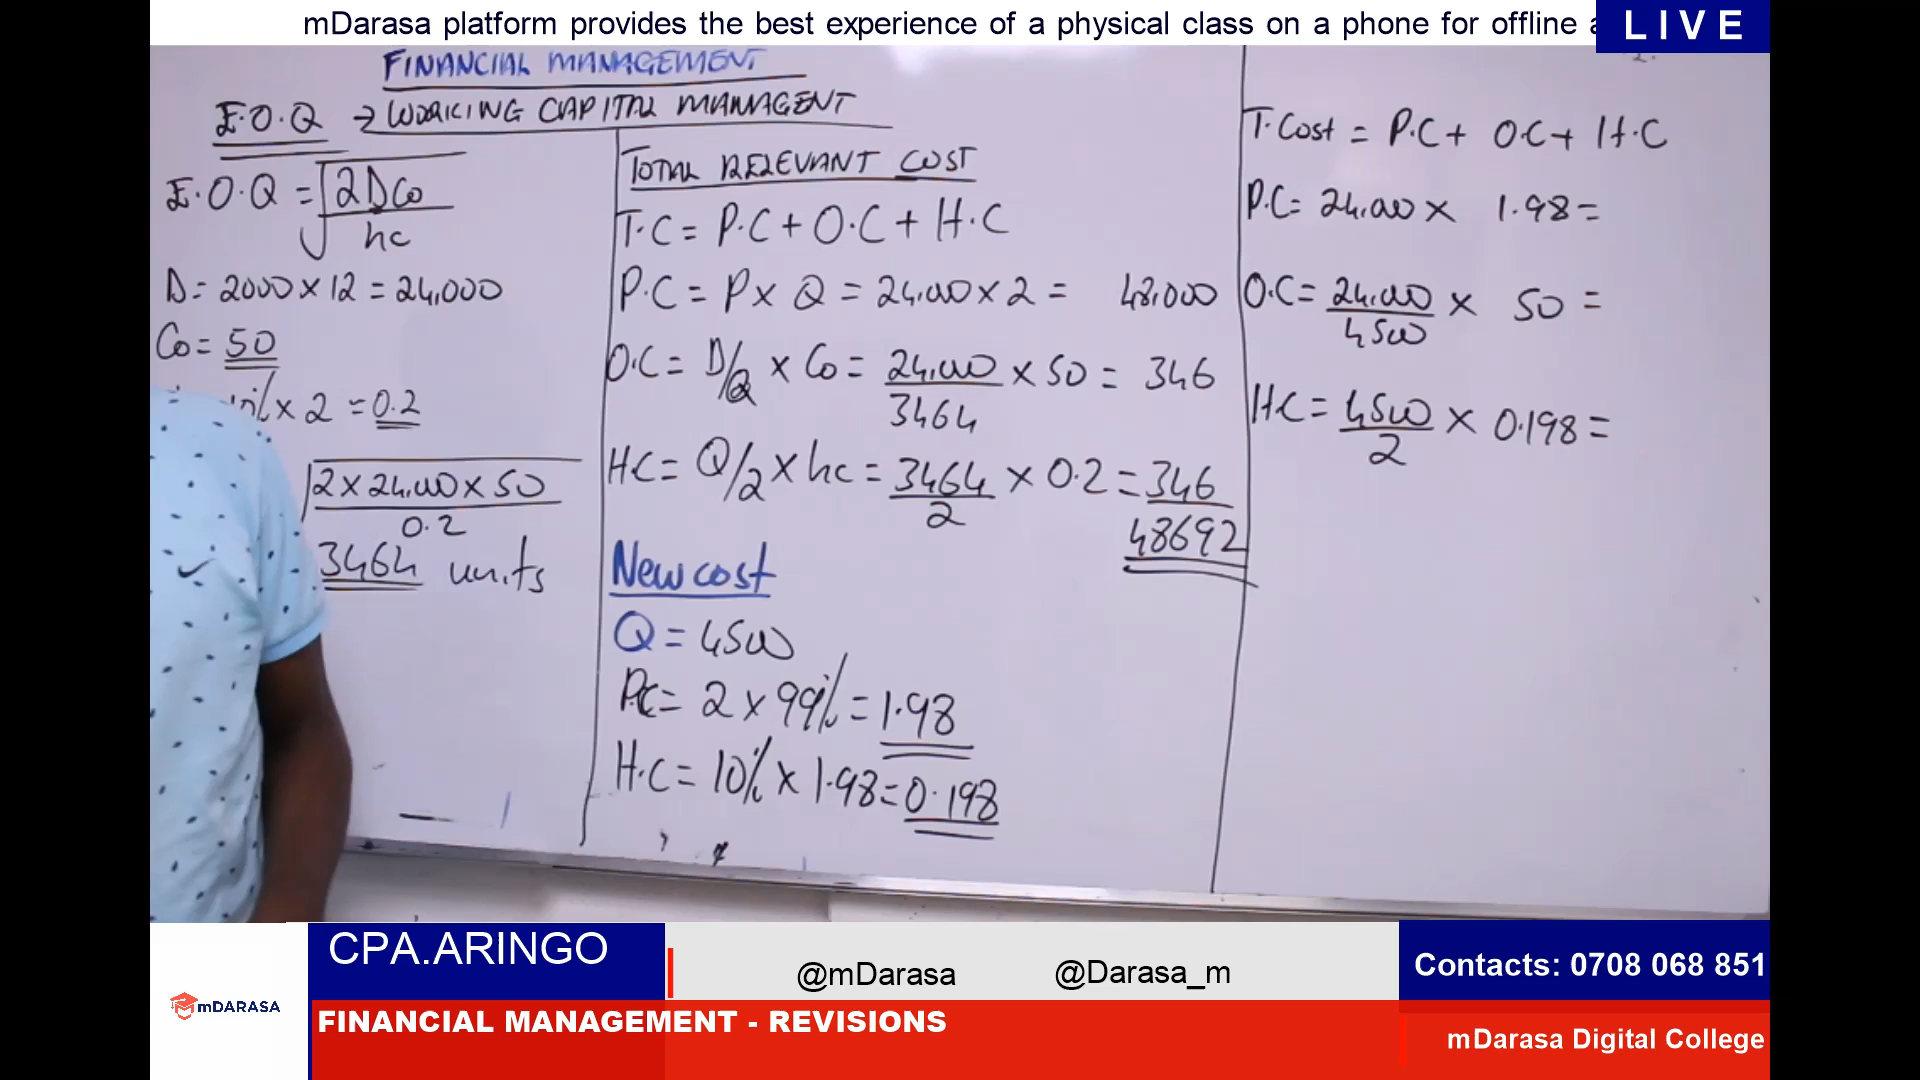 mDarasa platform provides the best experience of a physical class on a phone for offline a
LIVE
FINANCIAL MANAGEMENT
E.O.Q → WORKING CAPITAL MANAGENT
E.O.Q = √2DCo
hc
D = 2000 x 12 = 24,000
Co = 50
10% x 2 = 0.2
2 x 24,000 x 50
0.2
3464 units
TOTAL RELEVANT COST
T.C = P.C + O.C + H.C
P.C = P x Q = 24,000 x 2 = 48,000
O.C = D/Q x Co = 24,000 x 50 = 346
3464
H.C = Q/2 x hc = 3464 x 0.2 = 346
2
48692
New cost
Q = 4500
PC = 2 x 99% = 1.98
H.C = 10% x 1.98 = 0.198
T.Cost = P.C + O.C + H.C
P.C = 24,000 x 1.98 =
O.C = 24,000 x 50 =
4500
H.C = 4500 x 0.198 =
2
CPA.ARINGO
@mDarasa @Darasa_m
Contacts: 0708 068 851
mDARASA
FINANCIAL MANAGEMENT - REVISIONS
mDarasa Digital College